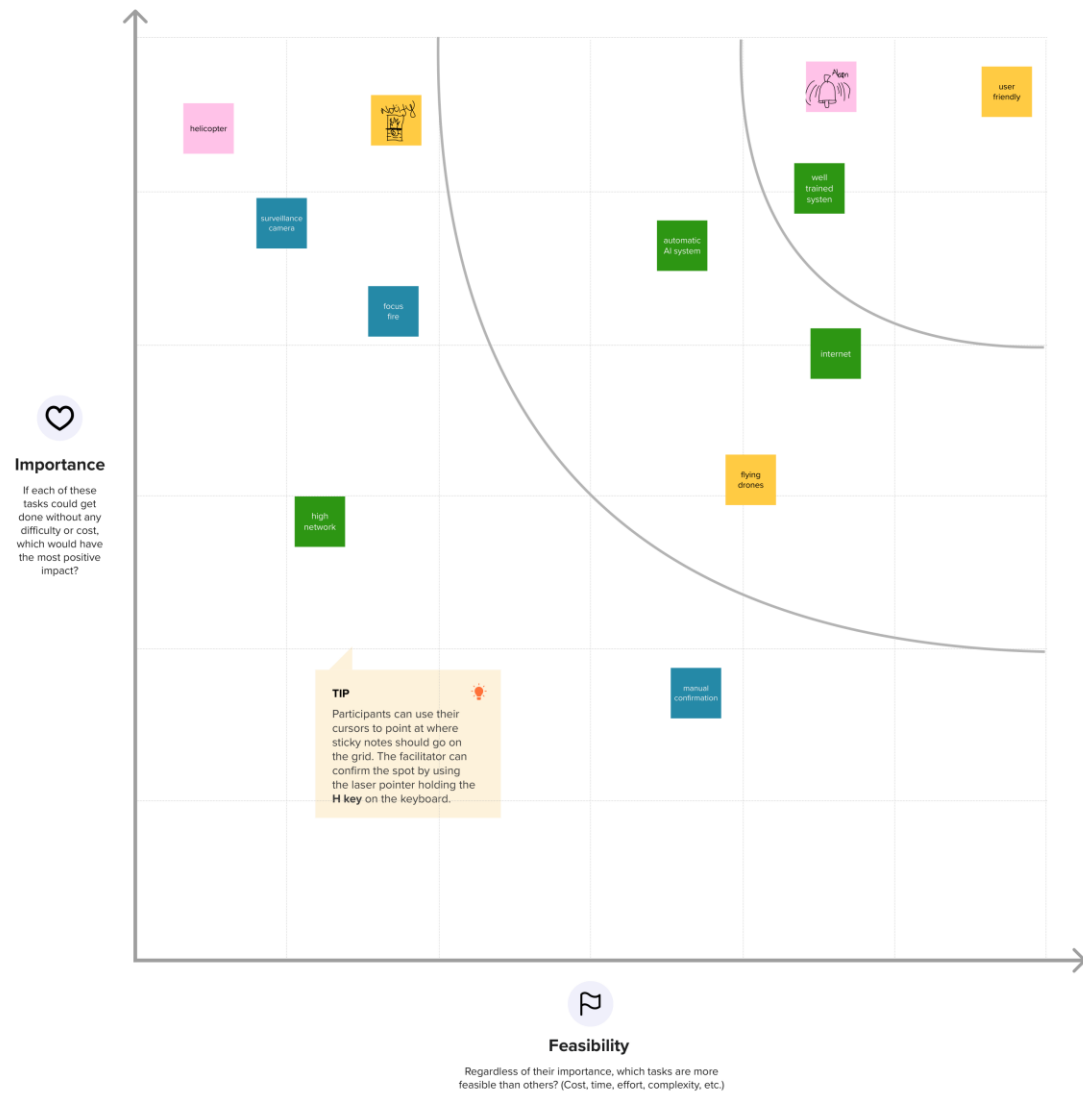 Alarm
user
friendly
Notify
helicopter
well
trained
systen
surveillance
camera
automatic
AI system
focus
fire
internet
Importance
If each of these
tasks could get
done without any
difficulty or cost,
which would have
the most positive
impact?
flying
drones
high
network
manual
confirmation
TIP
Participants can use their
cursors to point at where
sticky notes should go on
the grid. The facilitator can
confirm the spot by using
the laser pointer holding the
H key on the keyboard.
Feasibility
Regardless of their importance, which tasks are more
feasible than others? (Cost, time, effort, complexity, etc.)